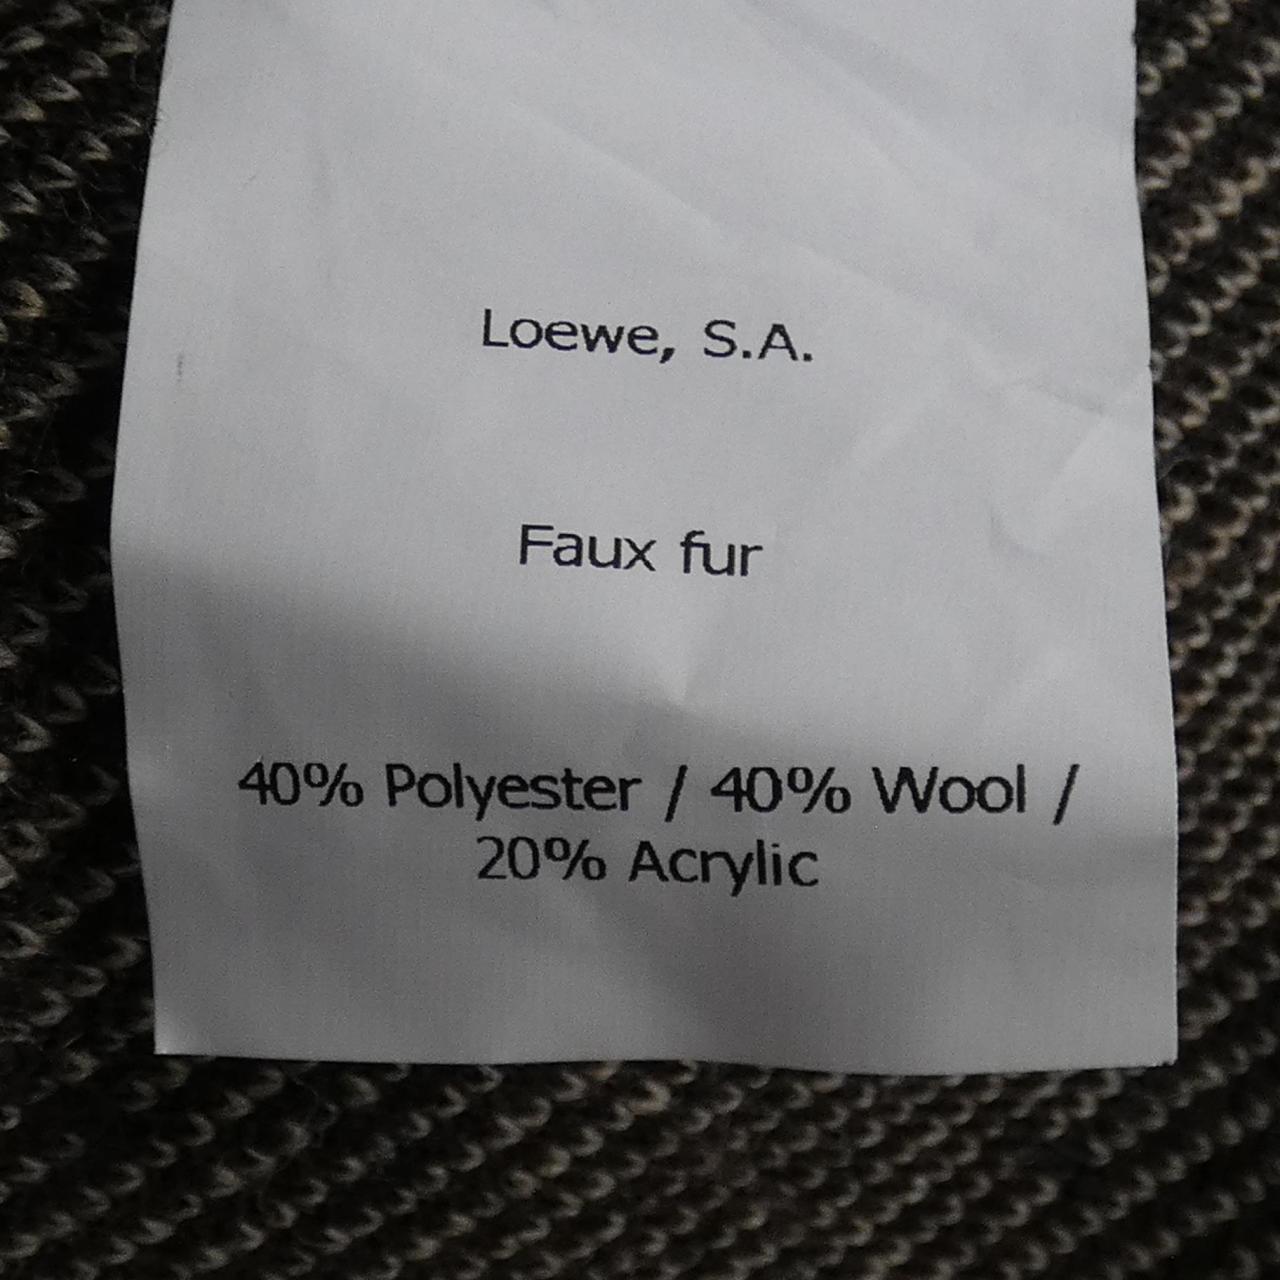 Loewe, S.A.
Faux fur
40% Polyester / 40% Wool /
20% Acrylic